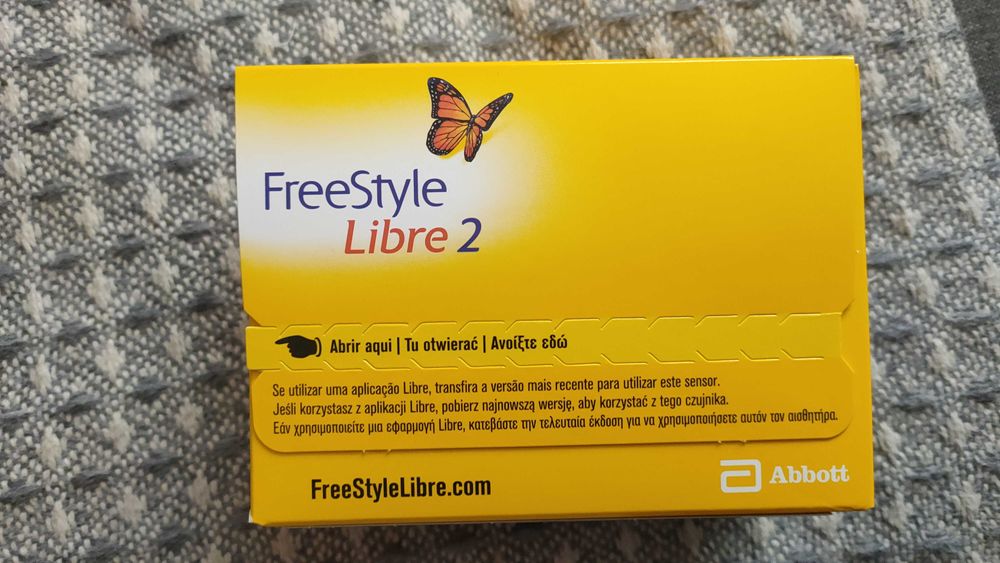 FreeStyle
Libre 2
Abrir aqui | Tu otwierać | Ανοίξτε εδώ
Se utilizar uma aplicação Libre, transfira a versão mais recente para utilizar este sensor.
Jeśli korzystasz z aplikacji Libre, pobierz najnowszą wersję, aby korzystać z tego czujnika.
Εάν χρησιμοποιείτε μια εφαρμογή Libre, κατεβάστε την τελευταία έκδοση για να χρησιμοποιήσετε αυτόν τον αισθητήρα.
FreeStyleLibre.com
Abbott